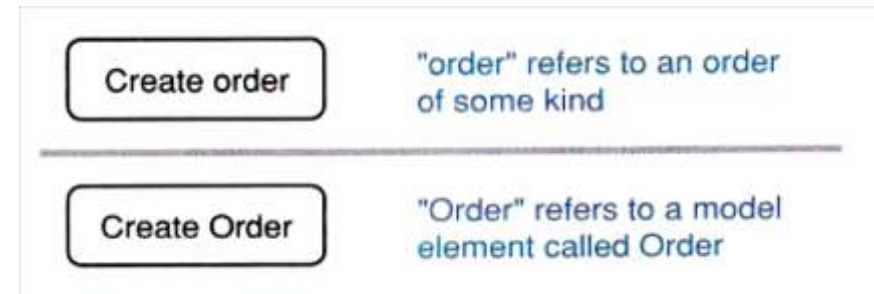 Create order
"order" refers to an order
of some kind
Create Order
"Order" refers to a model
element called Order